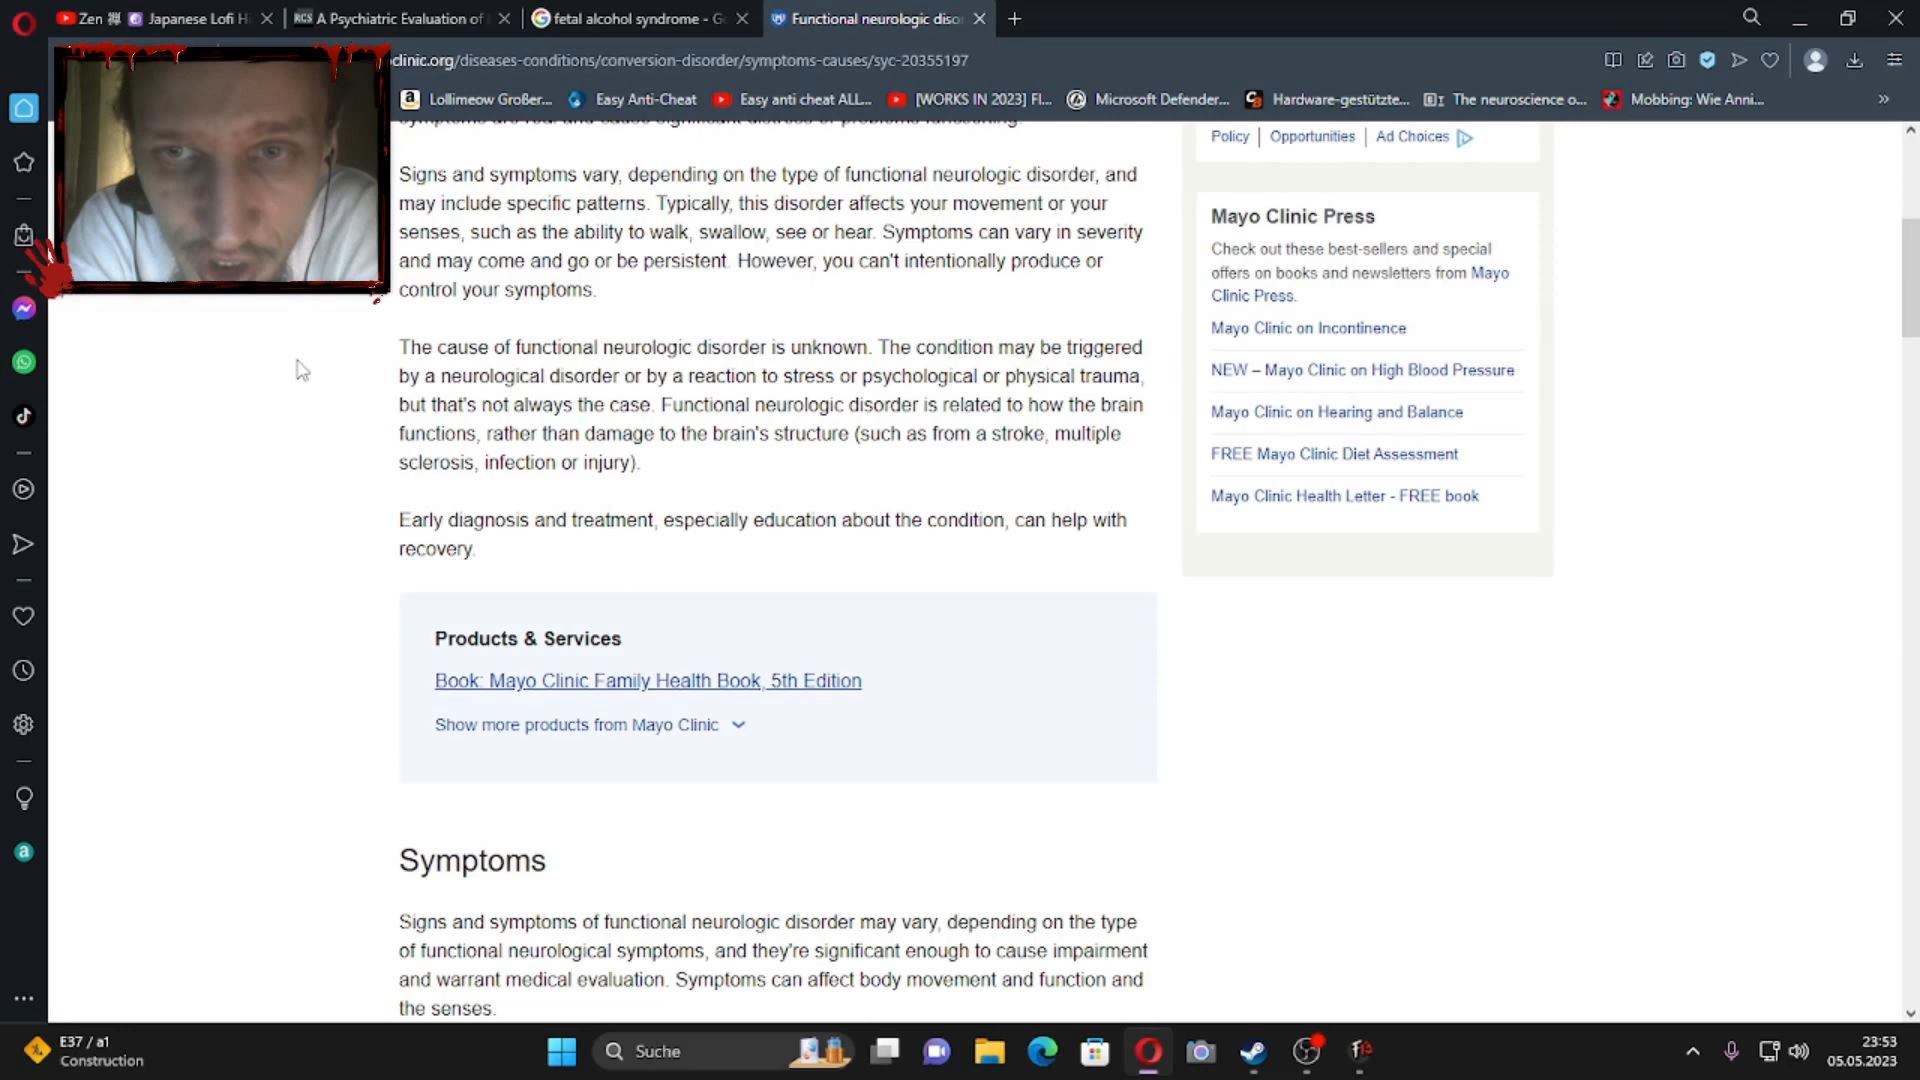 Zen 禅 Japanese Lofi Hi
RCS A Psychiatric Evaluation of
fetal alcohol syndrome - G
Functional neurologic disor
clinic.org/diseases-conditions/conversion-disorder/symptoms-causes/syc-20355197
Lollimeow Großer...
Easy Anti-Cheat
Easy anti cheat ALL...
[WORKS IN 2023] Fl...
Microsoft Defender...
Hardware-gestützte...
The neuroscience o...
Mobbing: Wie Anni...
Signs and symptoms vary, depending on the type of functional neurologic disorder, and
may include specific patterns. Typically, this disorder affects your movement or your
senses, such as the ability to walk, swallow, see or hear. Symptoms can vary in severity
and may come and go or be persistent. However, you can't intentionally produce or
control your symptoms.
The cause of functional neurologic disorder is unknown. The condition may be triggered
by a neurological disorder or by a reaction to stress or psychological or physical trauma,
but that's not always the case. Functional neurologic disorder is related to how the brain
functions, rather than damage to the brain's structure (such as from a stroke, multiple
sclerosis, infection or injury).
Early diagnosis and treatment, especially education about the condition, can help with
recovery.
Products & Services
Book: Mayo Clinic Family Health Book, 5th Edition
Show more products from Mayo Clinic
Symptoms
Signs and symptoms of functional neurologic disorder may vary, depending on the type
of functional neurological symptoms, and they're significant enough to cause impairment
and warrant medical evaluation. Symptoms can affect body movement and function and
the senses.
Policy | Opportunities | Ad Choices
Mayo Clinic Press
Check out these best-sellers and special
offers on books and newsletters from Mayo
Clinic Press.
Mayo Clinic on Incontinence
NEW – Mayo Clinic on High Blood Pressure
Mayo Clinic on Hearing and Balance
FREE Mayo Clinic Diet Assessment
Mayo Clinic Health Letter - FREE book
E37 / a1
Construction
Suche
23:53
05.05.2023